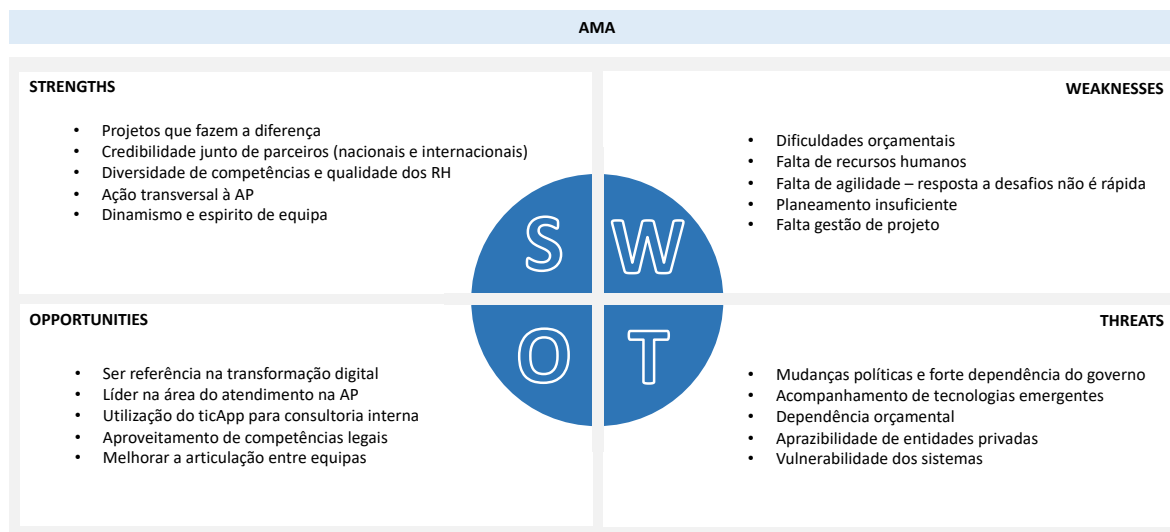 AMA
STRENGTHS
• Projetos que fazem a diferença
• Credibilidade junto de parceiros (nacionais e internacionais)
• Diversidade de competências e qualidade dos RH
• Ação transversal à AP
• Dinamismo e espirito de equipa
WEAKNESSES
• Dificuldades orçamentais
• Falta de recursos humanos
• Falta de agilidade – resposta a desafios não é rápida
• Planeamento insuficiente
• Falta gestão de projeto
S W
O T
OPPORTUNITIES
• Ser referência na transformação digital
• Líder na área do atendimento na AP
• Utilização do ticApp para consultoria interna
• Aproveitamento de competências legais
• Melhorar a articulação entre equipas
THREATS
• Mudanças políticas e forte dependência do governo
• Acompanhamento de tecnologias emergentes
• Dependência orçamental
• Aprazibilidade de entidades privadas
• Vulnerabilidade dos sistemas